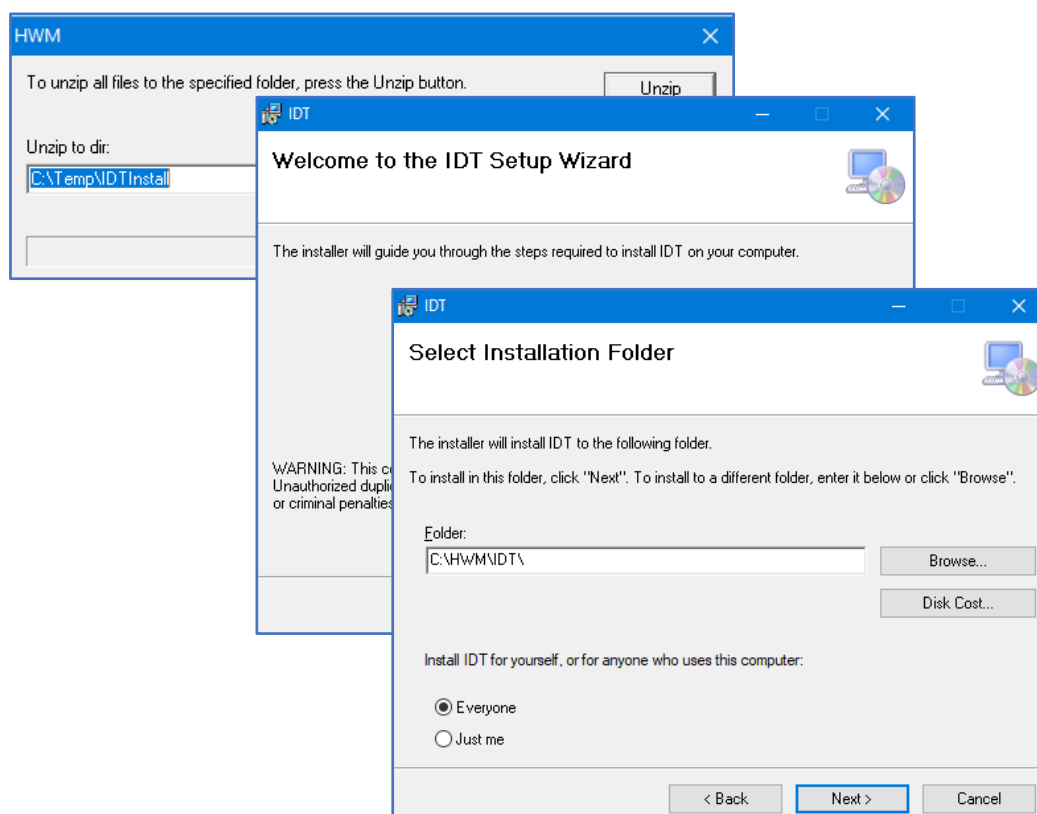 HWM
To unzip all files to the specified folder, press the Unzip button.
Unzip
Unzip to dir:
C:\Temp\IDTInstall
IDT
Welcome to the IDT Setup Wizard
The installer will guide you through the steps required to install IDT on your computer.
WARNING: This
Unauthorized
or criminal penalties
IDT
Select Installation Folder
The installer will install IDT to the following folder.
To install in this folder, click "Next". To install to a different folder, enter it below or click "Browse".
Folder:
C:\HWM\IDT\
Browse...
Disk Cost...
Install IDT for yourself, or for anyone who uses this computer:
Everyone
Just me
< Back
Next >
Cancel